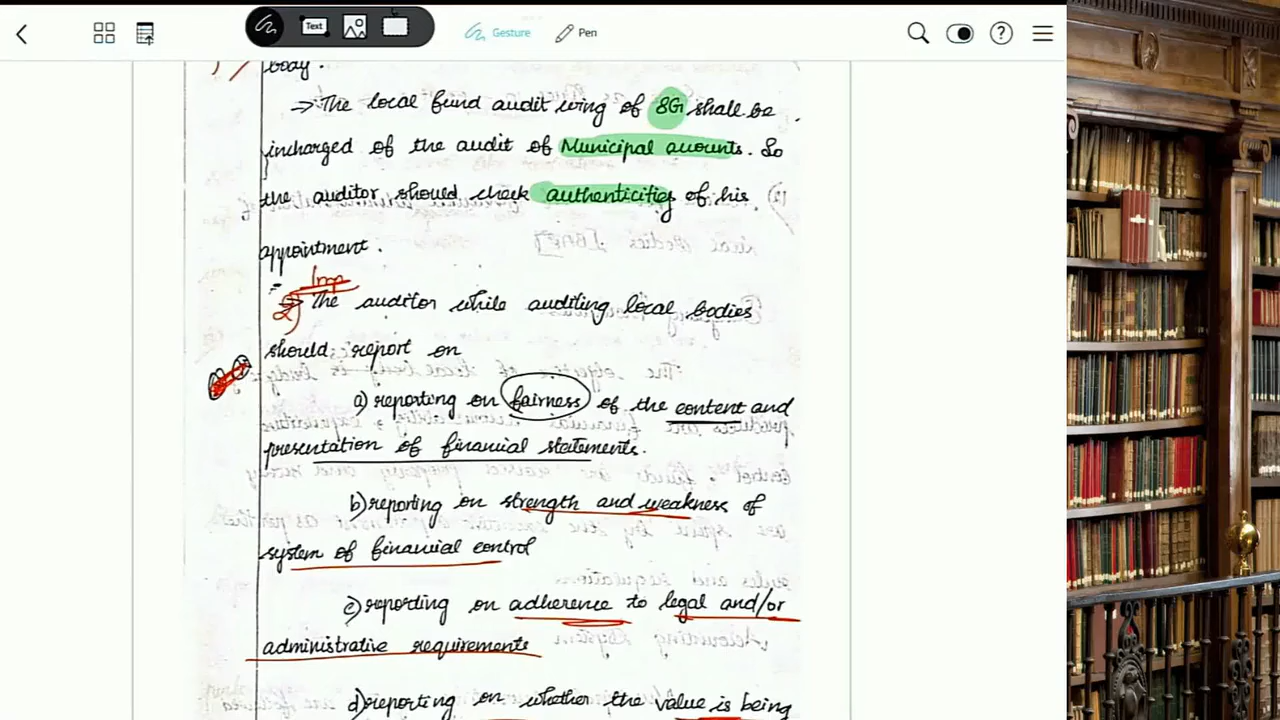 Text
Gesture
Pen
?
body.
⇒ The local fund audit wing of SG shall be
incharged of the audit of Municipal acounts. So
the auditor should check authenticities of his
appointment.
Imp
2) The auditor while auditing local bodies
should report on
a) reporting on fairness of the content and
presentation of financial statements.
b) reporting on strength and weakness of
system of financial control
c) reporting on adherence to legal and/or
administrative requirements
d) reporting on whether the value is being